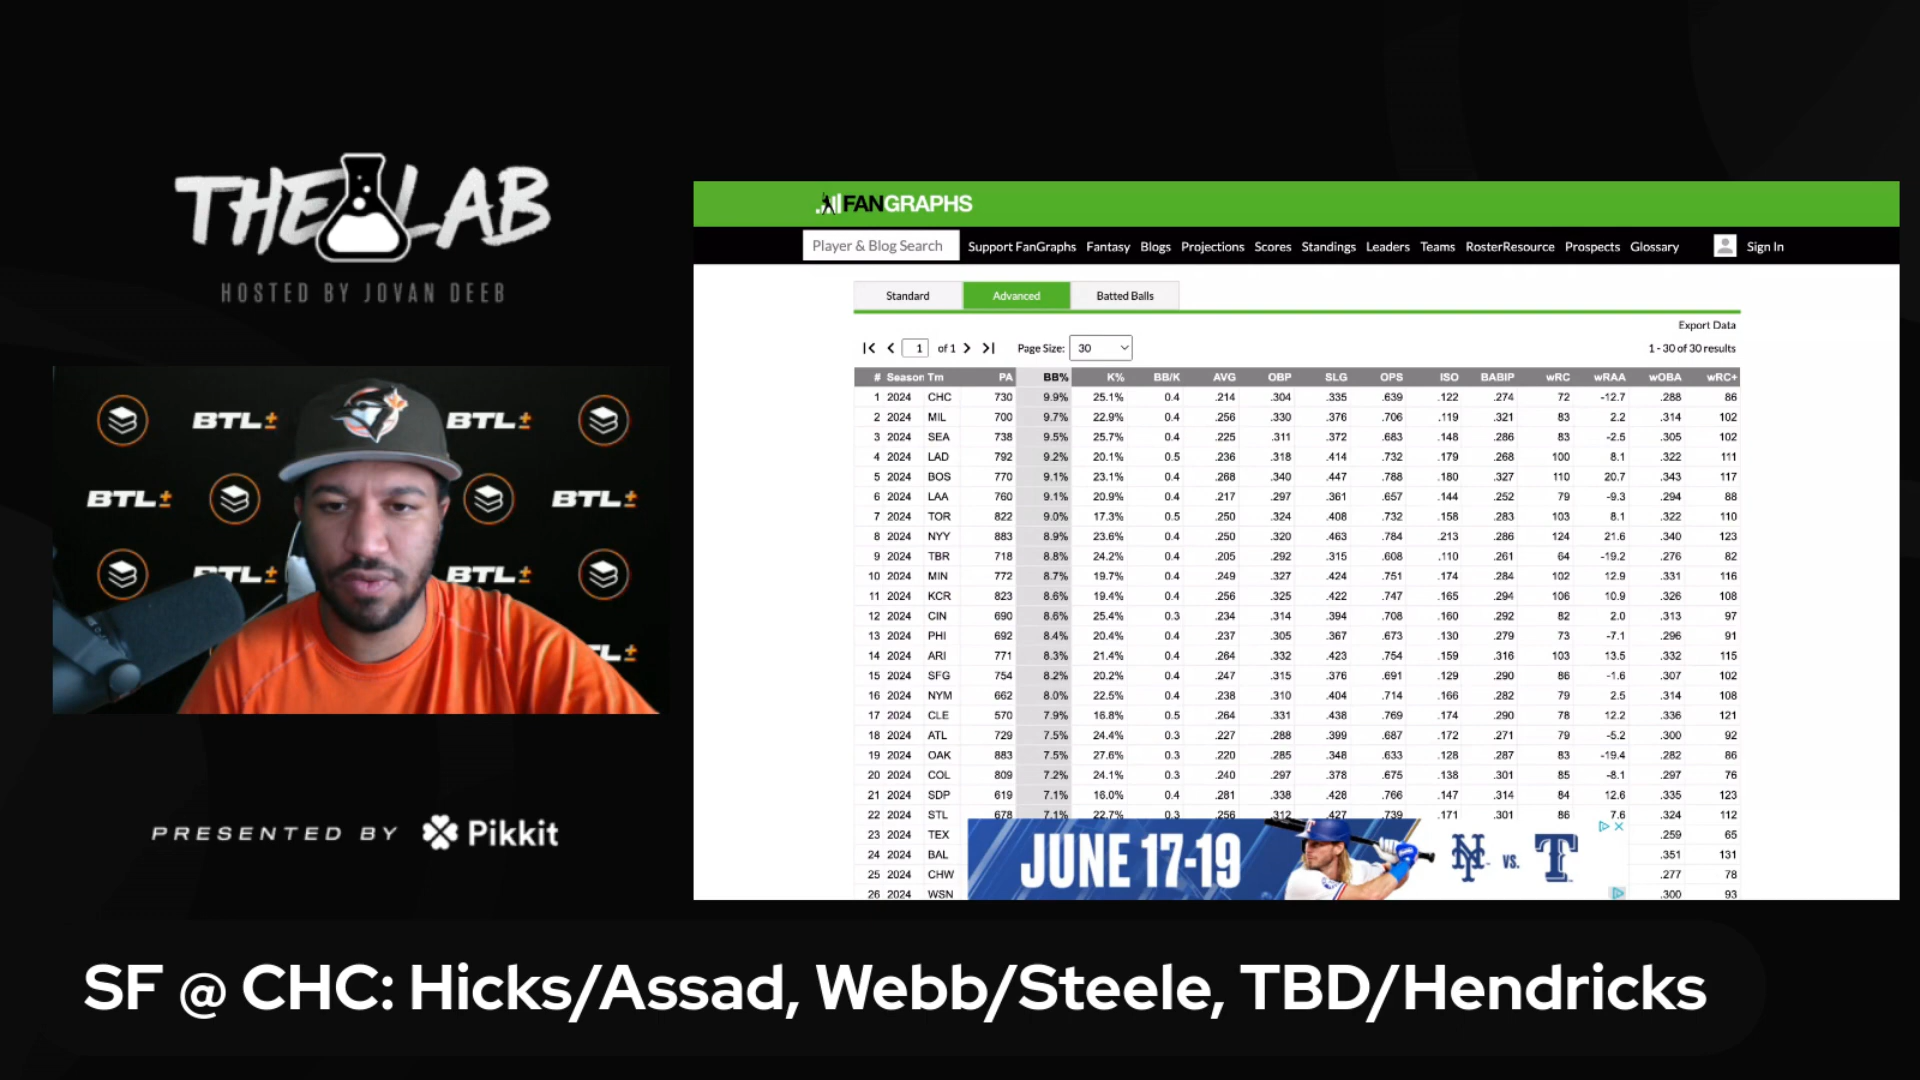 THE LAB
HOSTED BY JOVAN DEEB
BTL± BTL±
BTL± BTL±
BTL± BTL±
PRESENTED BY Pikkit
FANGRAPHS
Player & Blog Search Support FanGraphs Fantasy Blogs Projections Scores Standings Leaders Teams RosterResource Prospects Glossary Sign In
Standard Advanced Batted Balls
Export Data
1 of 1 Page Size: 30 1 - 30 of 30 results
# Season Tm PA BB% K% BB/K AVG OBP SLG OPS ISO BABIP wRC wRAA wOBA wRC+
1 2024 CHC 730 9.9% 25.1% 0.4 .214 .304 .335 .639 .122 .274 72 -12.7 .288 86
2 2024 MIL 700 9.7% 22.9% 0.4 .256 .330 .376 .706 .119 .321 83 2.2 .314 102
3 2024 SEA 738 9.5% 25.7% 0.4 .225 .311 .372 .683 .148 .286 83 -2.5 .305 102
4 2024 LAD 792 9.2% 20.1% 0.5 .236 .318 .414 .732 .179 .268 100 8.1 .322 111
5 2024 BOS 770 9.1% 23.1% 0.4 .268 .340 .447 .788 .180 .327 110 20.7 .343 117
6 2024 LAA 760 9.1% 20.9% 0.4 .217 .297 .361 .657 .144 .252 79 -9.3 .294 88
7 2024 TOR 822 9.0% 17.3% 0.5 .250 .324 .408 .732 .158 .283 103 8.1 .322 110
8 2024 NYY 883 8.9% 23.6% 0.4 .250 .320 .463 .784 .213 .286 124 21.6 .340 123
9 2024 TBR 718 8.8% 24.2% 0.4 .205 .292 .315 .608 .110 .261 64 -19.2 .276 82
10 2024 MIN 772 8.7% 19.7% 0.4 .249 .327 .424 .751 .174 .284 102 12.9 .331 116
11 2024 KCR 823 8.6% 19.4% 0.4 .256 .325 .422 .747 .165 .294 106 10.9 .326 108
12 2024 CIN 690 8.6% 25.4% 0.3 .234 .314 .394 .708 .160 .292 82 2.0 .313 97
13 2024 PHI 692 8.4% 20.4% 0.4 .237 .305 .367 .673 .130 .279 73 -7.1 .296 91
14 2024 ARI 771 8.3% 21.4% 0.4 .264 .332 .423 .754 .159 .316 103 13.5 .332 115
15 2024 SFG 754 8.2% 20.2% 0.4 .247 .315 .376 .691 .129 .290 86 -1.6 .307 102
16 2024 NYM 662 8.0% 22.5% 0.4 .238 .310 .404 .714 .166 .282 79 2.5 .314 108
17 2024 CLE 570 7.9% 16.8% 0.5 .264 .331 .438 .769 .174 .290 78 12.2 .336 121
18 2024 ATL 729 7.5% 24.4% 0.3 .227 .288 .399 .687 .172 .271 79 -5.2 .300 92
19 2024 OAK 883 7.5% 27.6% 0.3 .220 .285 .348 .633 .128 .287 83 -19.4 .282 86
20 2024 COL 809 7.2% 24.1% 0.3 .240 .297 .378 .675 .138 .301 85 -8.1 .297 76
21 2024 SDP 619 7.1% 16.0% 0.4 .281 .338 .428 .766 .147 .314 84 12.6 .335 123
22 2024 STL 678 7.1% 22.7% 0.3 .256 .312 .427 .739 .171 .301 86 7.6 .324 112
23 2024 TEX .259 65
24 2024 BAL .351 131
25 2024 CHW .277 78
26 2024 WSN .300 93
JUNE 17-19 NY vs. T
SF @ CHC: Hicks/Assad, Webb/Steele, TBD/Hendricks